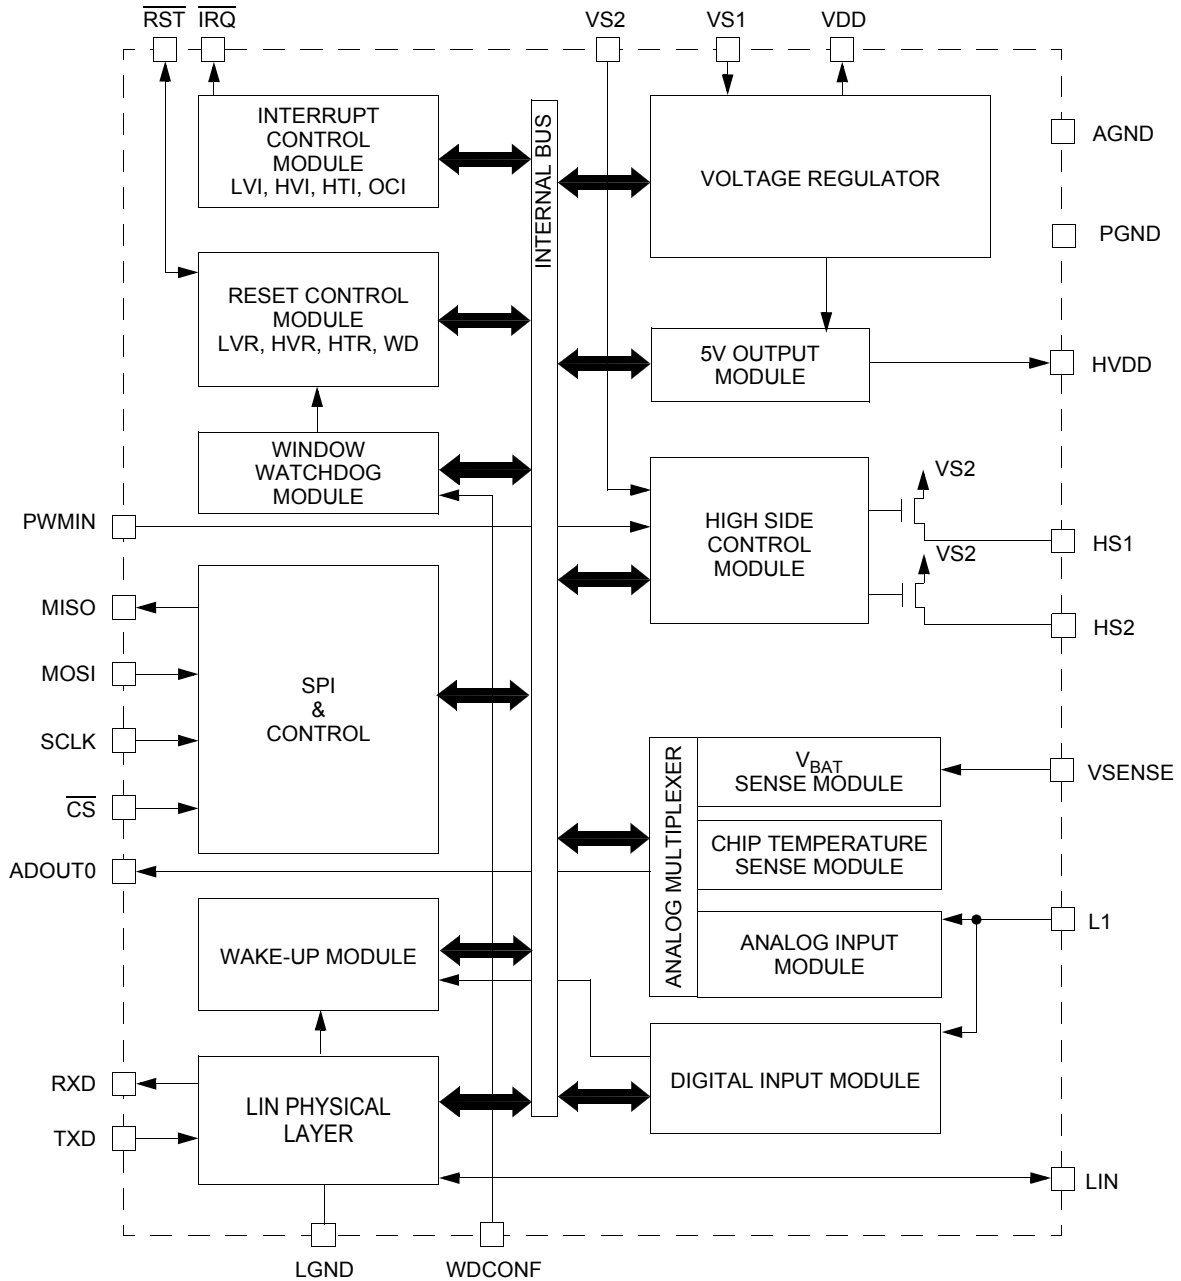 RST IRQ VS2 VS1 VDD
INTERRUPT
CONTROL
MODULE
LVI, HVI, HTI, OCI
INTERNAL BUS
VOLTAGE REGULATOR
AGND
PGND
RESET CONTROL
MODULE
LVR, HVR, HTR, WD
5V OUTPUT
MODULE
HVDD
WINDOW
WATCHDOG
MODULE
PWMIN
HIGH SIDE
CONTROL
MODULE
VS2
HS1
VS2
HS2
MISO
MOSI
SCLK
CS
SPI
&
CONTROL
ADOUT0
ANALOG MULTIPLEXER
VBAT
SENSE MODULE
VSENSE
CHIP TEMPERATURE
SENSE MODULE
ANALOG INPUT
MODULE
L1
WAKE-UP MODULE
DIGITAL INPUT MODULE
RXD
TXD
LIN PHYSICAL
LAYER
LIN
LGND WDCONF